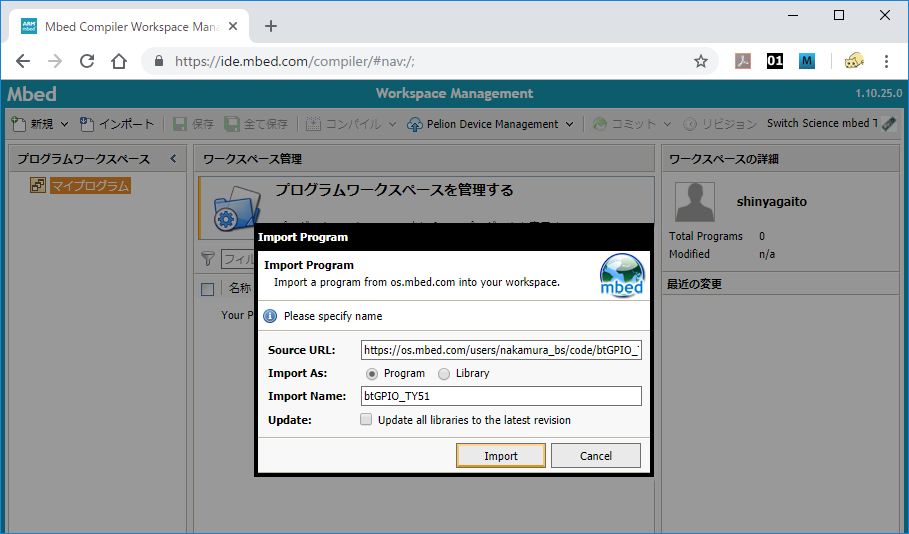 ARM mbed Mbed Compiler Workspace Mana
https://ide.mbed.com/compiler/#nav:/;
01 M
Mbed Workspace Management 1.10.25.0
新規 インポート 保存 全て保存 コンパイル Pelion Device Management コミット リビジョン Switch Science mbed T
プログラムワークスペース
マイプログラム
ワークスペース管理
プログラムワークスペースを管理する
フィル
名称
Your P
ワークスペースの詳細
shinyagaito
Total Programs 0
Modified n/a
最近の変更
Import Program
Import Program
Import a program from os.mbed.com into your workspace.
mbed
Please specify name
Source URL: https://os.mbed.com/users/nakamura_bs/code/btGPIO_T
Import As: Program Library
Import Name: btGPIO_TY51
Update: Update all libraries to the latest revision
Import Cancel